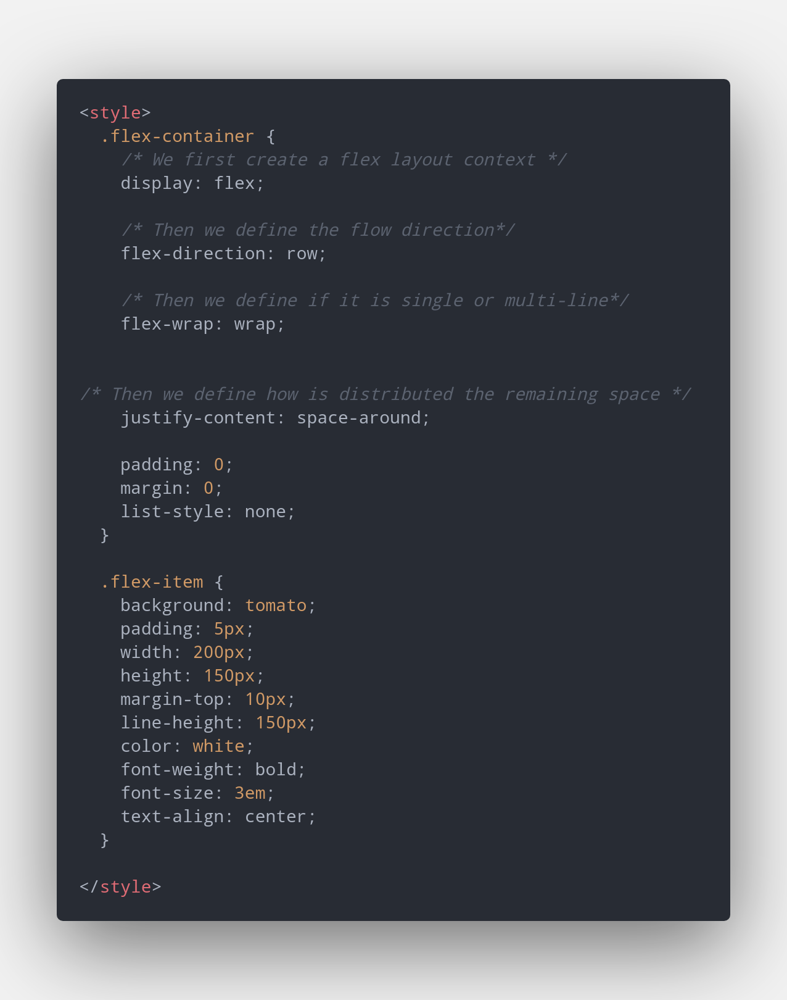 <style>
  .flex-container {
    /* We first create a flex layout context */
    display: flex;

    /* Then we define the flow direction*/
    flex-direction: row;

    /* Then we define if it is single or multi-line*/
    flex-wrap: wrap;


/* Then we define how is distributed the remaining space */
    justify-content: space-around;

    padding: 0;
    margin: 0;
    list-style: none;
  }

  .flex-item {
    background: tomato;
    padding: 5px;
    width: 200px;
    height: 150px;
    margin-top: 10px;
    line-height: 150px;
    color: white;
    font-weight: bold;
    font-size: 3em;
    text-align: center;
  }

</style>